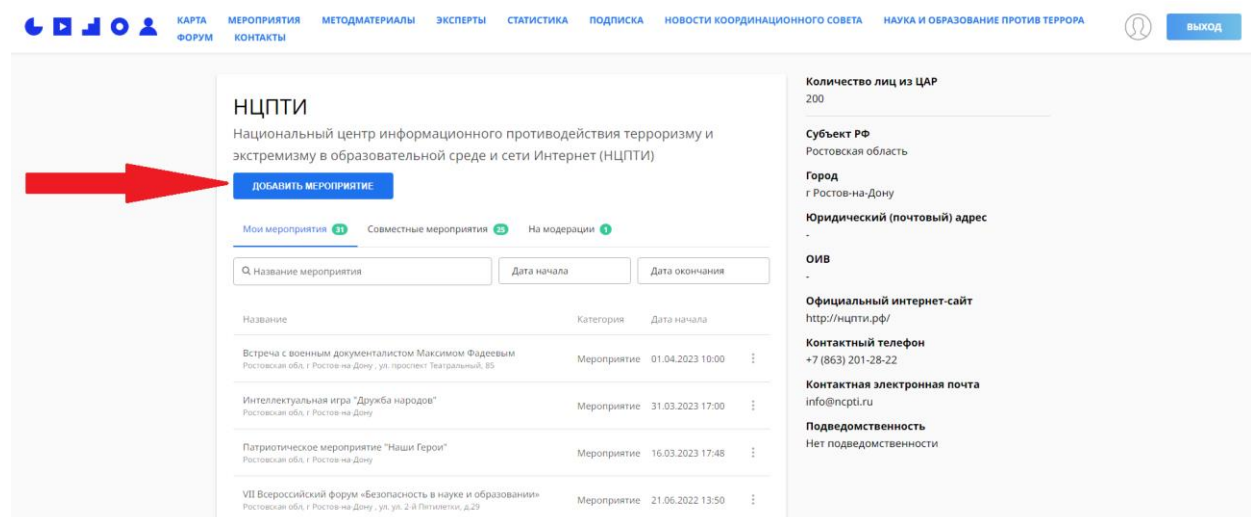 КАРТА МЕРОПРИЯТИЯ МЕТОДМАТЕРИАЛЫ ЭКСПЕРТЫ СТАТИСТИКА ПОДПИСКА НОВОСТИ КООРДИНАЦИОННОГО СОВЕТА НАУКА И ОБРАЗОВАНИЕ ПРОТИВ ТЕРРОРА
ФОРУМ КОНТАКТЫ
ВЫХОД
НЦПТИ
Национальный центр информационного противодействия терроризму и
экстремизму в образовательной среде и сети Интернет (НЦПТИ)
ДОБАВИТЬ МЕРОПРИЯТИЕ
Мои мероприятия 31 Совместные мероприятия 25 На модерации 1
Название мероприятия Дата начала Дата окончания
Название Категория Дата начала
Встреча с военным документалистом Максимом Фадеевым
Ростовская обл, г Ростов-на-Дону , ул. проспект Театральный, 85
Мероприятие 01.04.2023 10:00
Интеллектуальная игра "Дружба народов"
Ростовская обл, г Ростов-на-Дону
Мероприятие 31.03.2023 17:00
Патриотическое мероприятие "Наши Герои"
Ростовская обл, г Ростов-на-Дону
Мероприятие 16.03.2023 17:48
VII Всероссийский форум «Безопасность в науке и образовании»
Ростовская обл, г Ростов-на-Дону , ул. ул. 2-й Пятилетки, д.29
Мероприятие 21.06.2022 13:50
Количество лиц из ЦАР
200
Субъект РФ
Ростовская область
Город
г Ростов-на-Дону
Юридический (почтовый) адрес
-
ОИВ
-
Официальный интернет-сайт
http://нцпти.рф/
Контактный телефон
+7 (863) 201-28-22
Контактная электронная почта
info@ncpti.ru
Подведомственность
Нет подведомственности